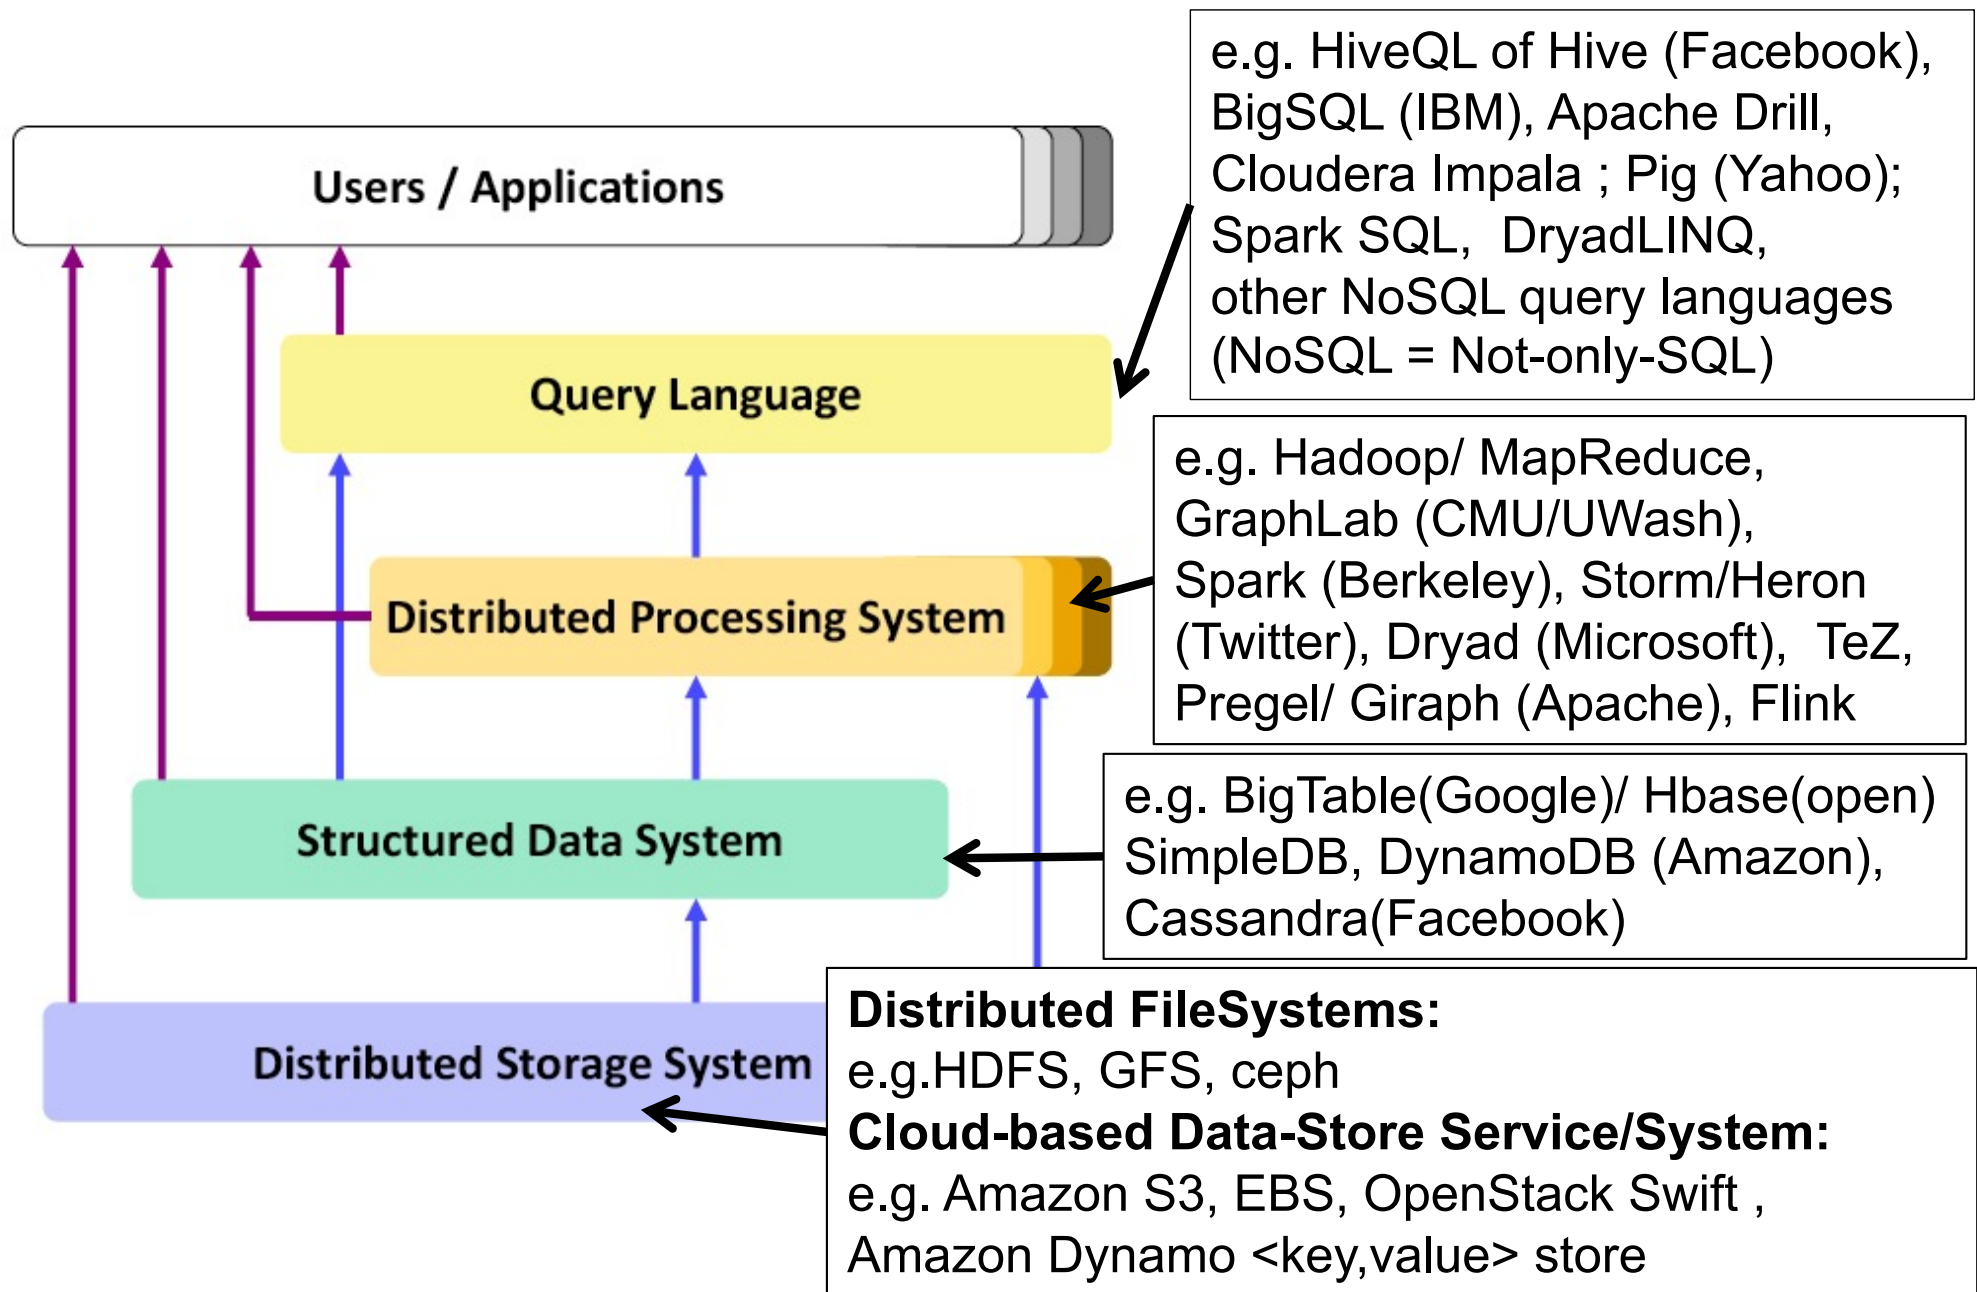 Users / Applications
Query Language
Distributed Processing System
Structured Data System
Distributed Storage System
e.g. HiveQL of Hive (Facebook),
BigSQL (IBM), Apache Drill,
Cloudera Impala ; Pig (Yahoo);
Spark SQL,  DryadLINQ,
other NoSQL query languages
(NoSQL = Not-only-SQL)
e.g. Hadoop/ MapReduce,
GraphLab (CMU/UWash),
Spark (Berkeley), Storm/Heron
(Twitter), Dryad (Microsoft),  TeZ,
Pregel/ Giraph (Apache), Flink
e.g. BigTable(Google)/ Hbase(open)
SimpleDB, DynamoDB (Amazon),
Cassandra(Facebook)
Distributed FileSystems:
e.g.HDFS, GFS, ceph
Cloud-based Data-Store Service/System:
e.g. Amazon S3, EBS, OpenStack Swift ,
Amazon Dynamo <key,value> store